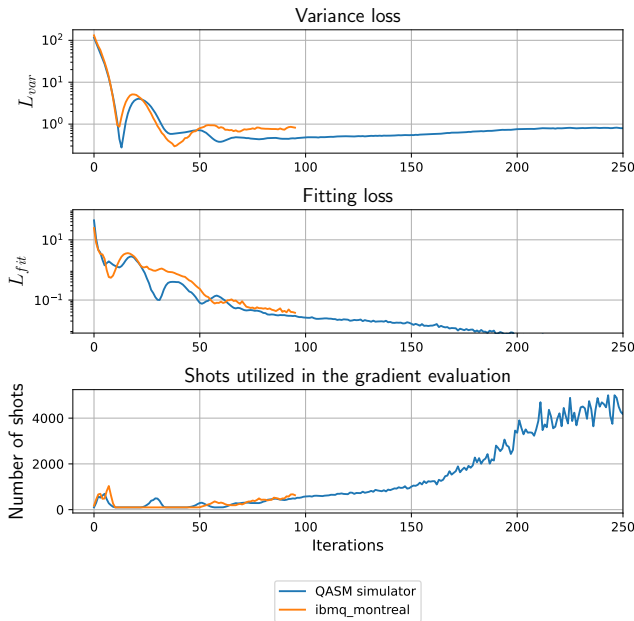 Variance loss
10²
10¹
10⁰
L_var
0 50 100 150 200 250
Fitting loss
10¹
10⁻¹
L_fit
0 50 100 150 200 250
Shots utilized in the gradient evaluation
4000
2000
0
Number of shots
0 50 100 150 200 250
Iterations
QASM simulator
ibmq_montreal